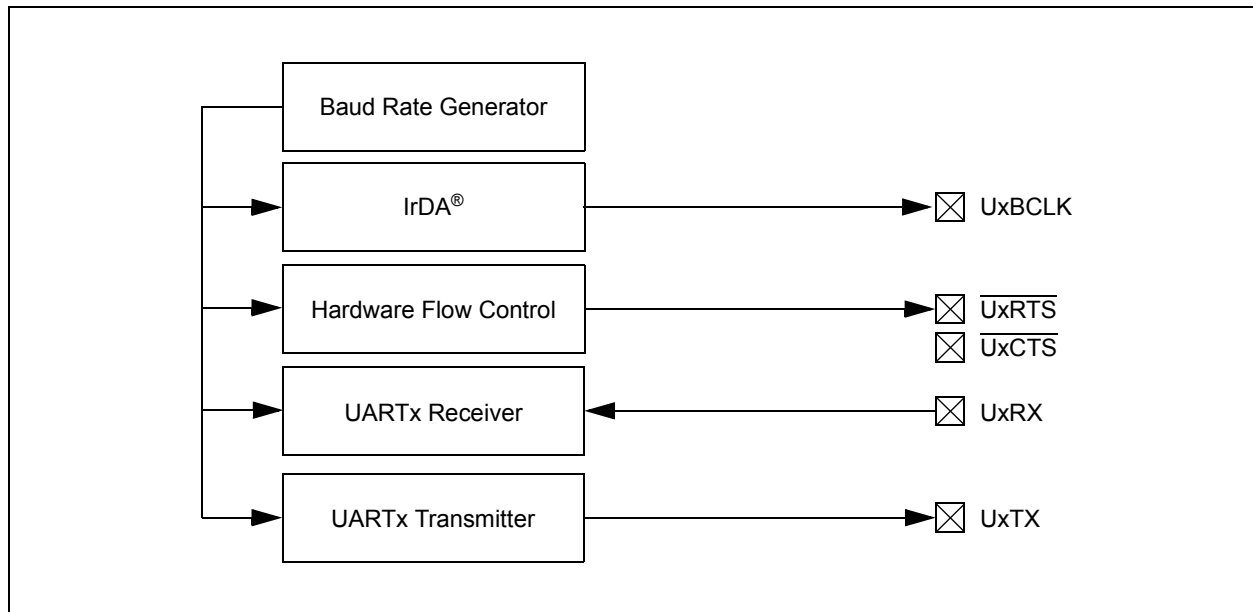 Baud Rate Generator
IrDA®
UxBCLK
Hardware Flow Control
UxRTS
UxCTS
UARTx Receiver
UxRX
UARTx Transmitter
UxTX